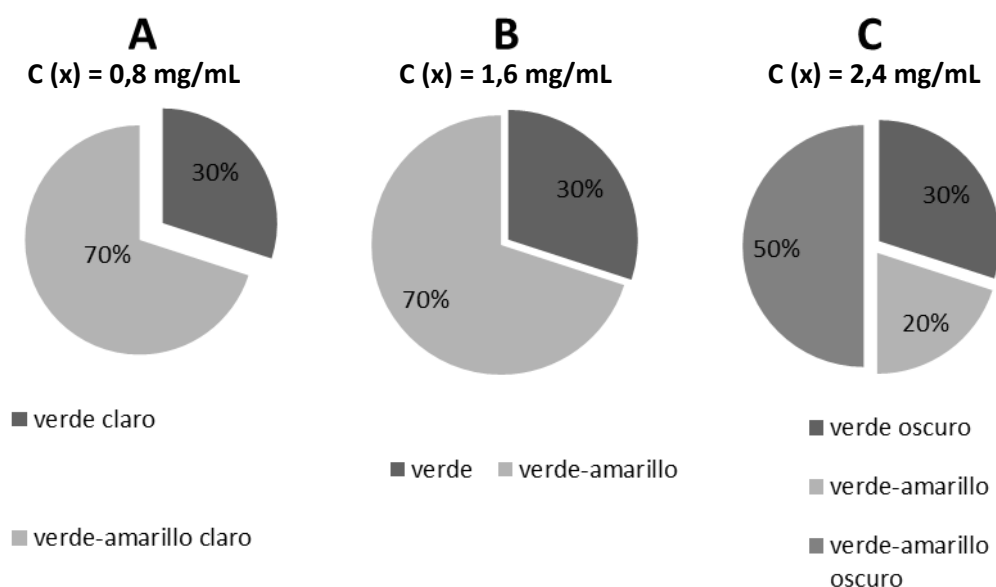 A
C (x) = 0,8 mg/mL
30%
70%
verde claro
verde-amarillo claro
B
C (x) = 1,6 mg/mL
30%
70%
verde
verde-amarillo
C
C (x) = 2,4 mg/mL
30%
50%
20%
verde oscuro
verde-amarillo
verde-amarillo
oscuro